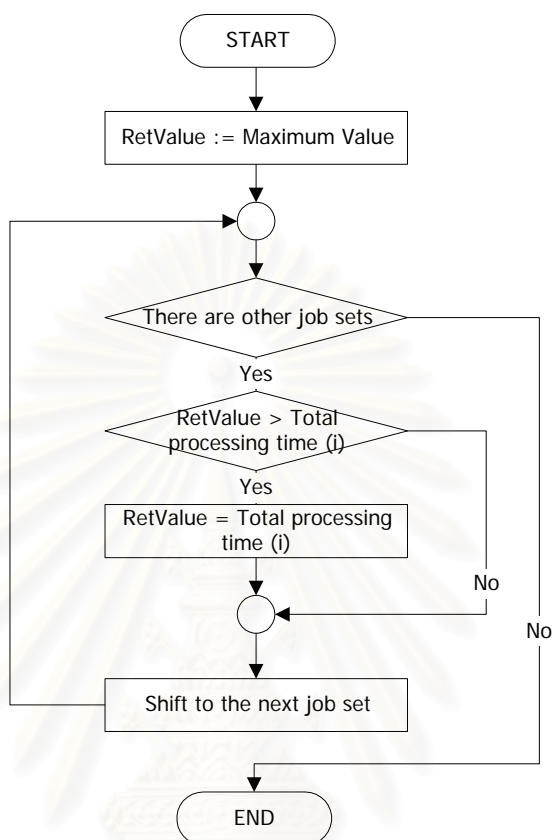 START
RetValue := Maximum Value
There are other job sets
Yes
RetValue > Total
processing time (i)
Yes
RetValue = Total processing
time (i)
No
No
Shift to the next job set
END